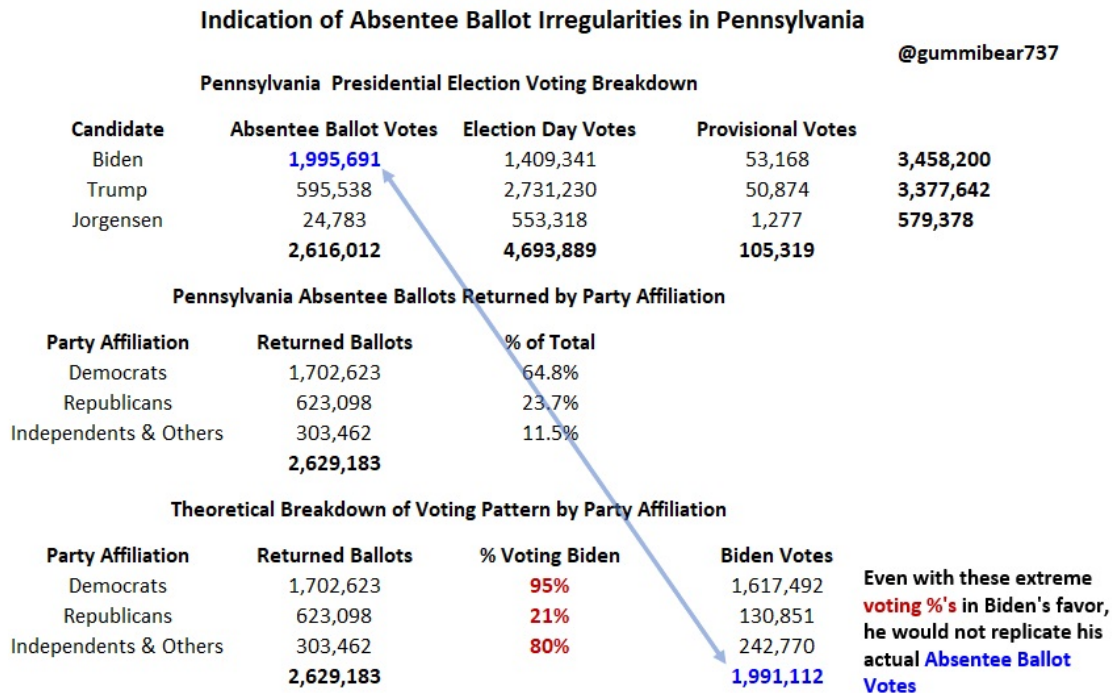 Indication of Absentee Ballot Irregularities in Pennsylvania
@gummibear737
Pennsylvania Presidential Election Voting Breakdown
Candidate Absentee Ballot Votes Election Day Votes Provisional Votes
Biden 1,995,691 1,409,341 53,168 3,458,200
Trump 595,538 2,731,230 50,874 3,377,642
Jorgensen 24,783 553,318 1,277 579,378
2,616,012 4,693,889 105,319
Pennsylvania Absentee Ballots Returned by Party Affiliation
Party Affiliation Returned Ballots % of Total
Democrats 1,702,623 64.8%
Republicans 623,098 23.7%
Independents & Others 303,462 11.5%
2,629,183
Theoretical Breakdown of Voting Pattern by Party Affiliation
Party Affiliation Returned Ballots % Voting Biden Biden Votes
Democrats 1,702,623 95% 1,617,492
Republicans 623,098 21% 130,851
Independents & Others 303,462 80% 242,770
2,629,183 1,991,112
Even with these extreme
voting %'s in Biden's favor,
he would not replicate his
actual Absentee Ballot
Votes